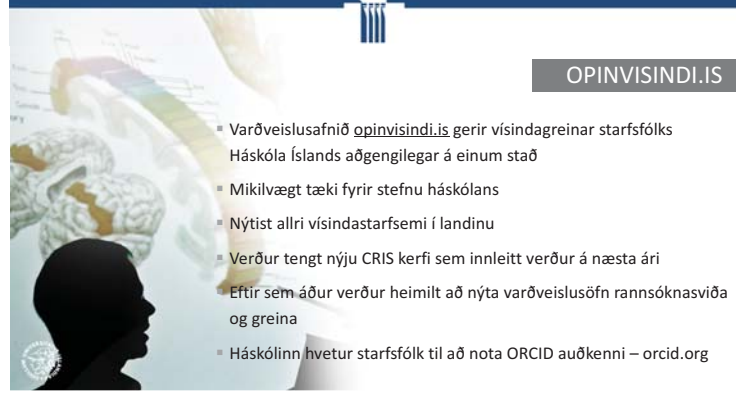 OPINVISINDI.IS
▪ Varðveislusafnið opinvisindi.is gerir vísindagreinar starfsfólks
Háskóla Íslands aðgengilegar á einum stað
▪ Mikilvægt tæki fyrir stefnu háskólans
▪ Nýtist allri vísindastarfsemi í landinu
▪ Verður tengt nýju CRIS kerfi sem innleitt verður á næsta ári
▪ Eftir sem áður verður heimilt að nýta varðveislusöfn rannsóknasviða
og greina
▪ Háskólinn hvetur starfsfólk til að nota ORCID auðkenni – orcid.org